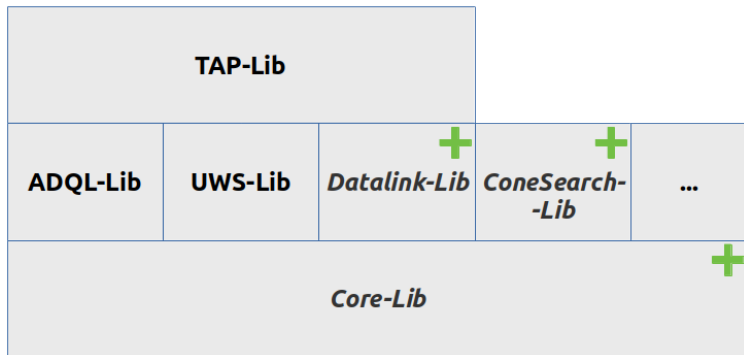 TAP-Lib
ADQL-Lib
UWS-Lib
Datalink-Lib
ConeSearch-
-Lib
...
Core-Lib